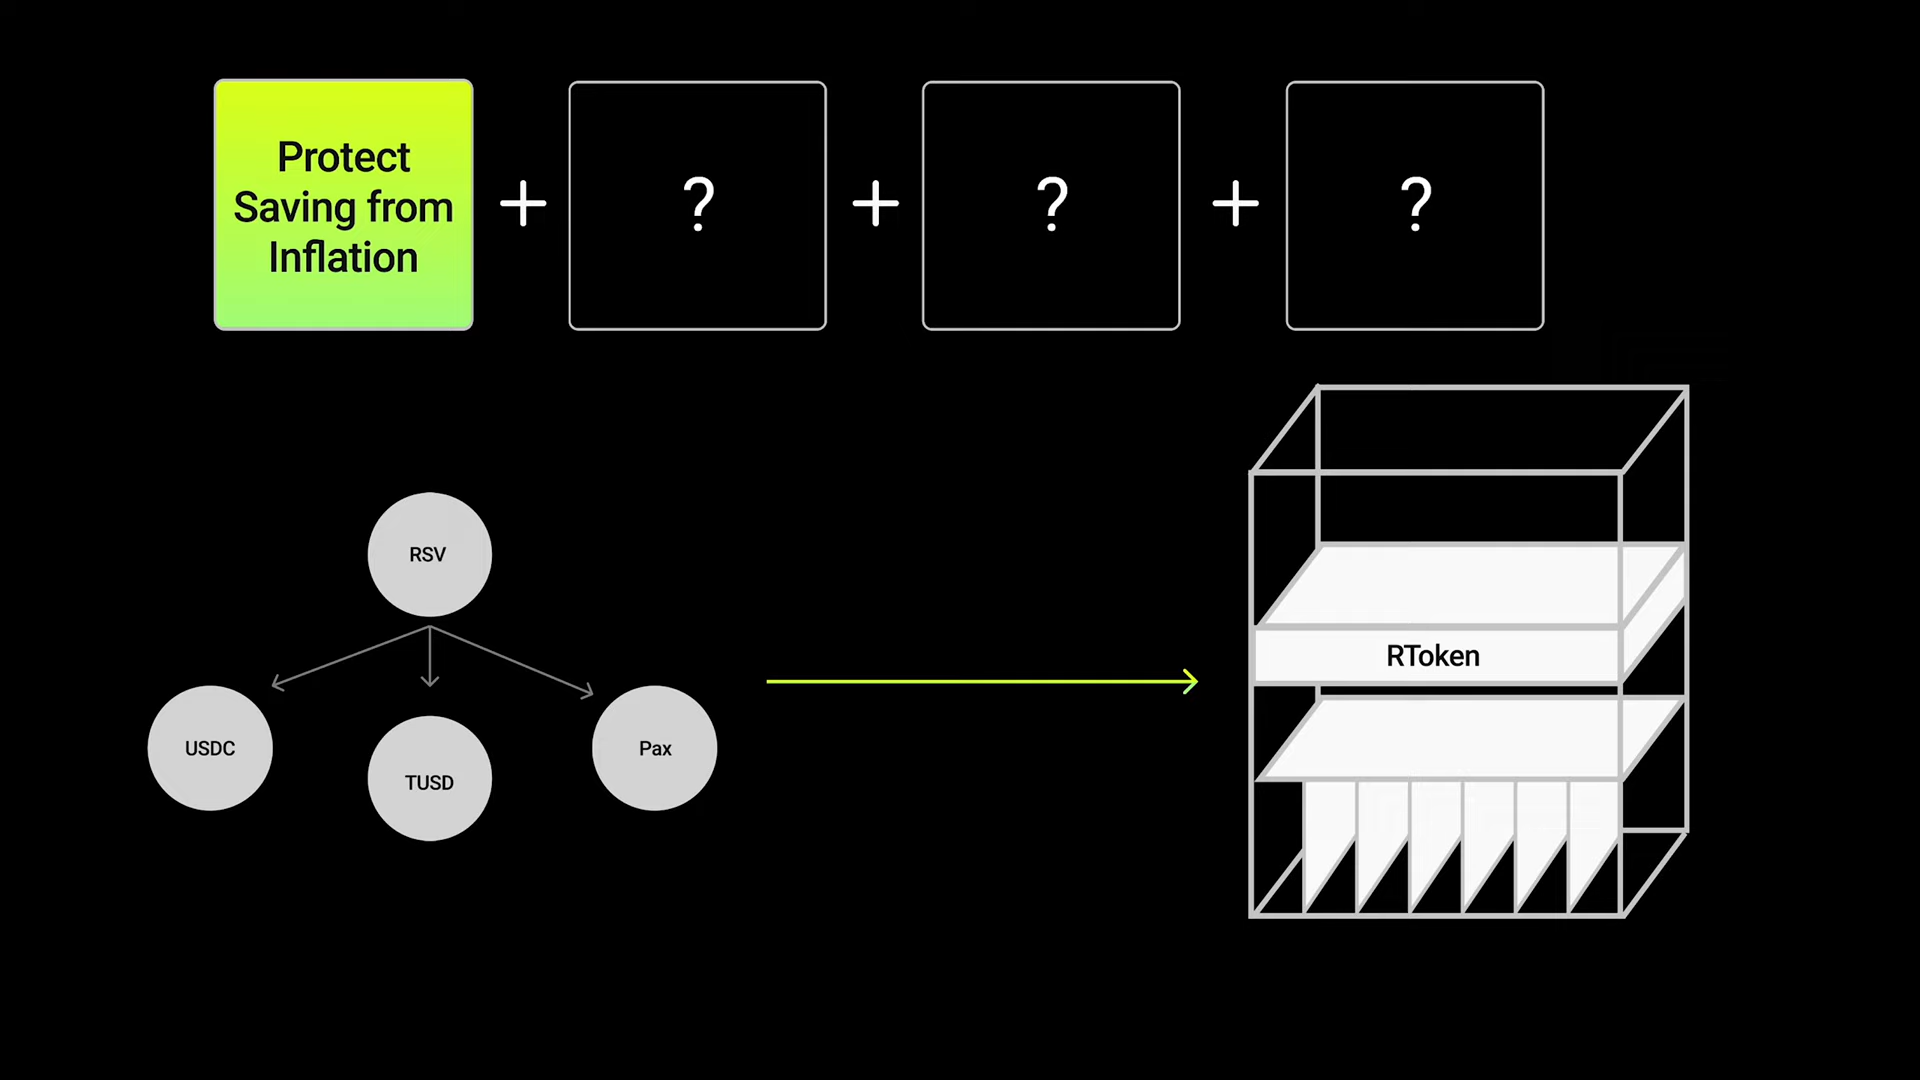 Protect
Saving from
Inflation
+
?
+
?
+
?
RSV
USDC
TUSD
Pax
RToken